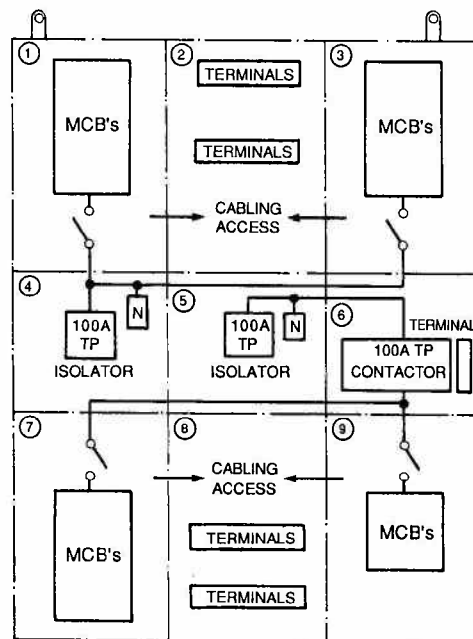 1
2
3
TERMINALS
MCB's
MCB's
TERMINALS
CABLING
ACCESS
4
5
6
N
N
100A
TP
ISOLATOR
100A
TP
ISOLATOR
TERMINAL
100A TP
CONTACTOR
7
8
9
CABLING
ACCESS
MCB's
MCB's
TERMINALS
TERMINALS